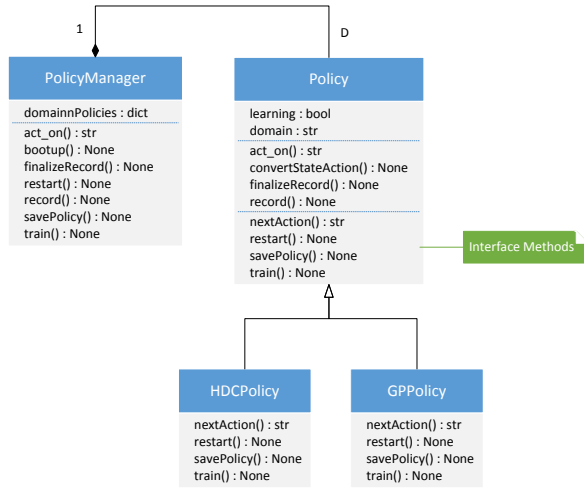 1
D
PolicyManager
domainnPolicies : dict
act_on() : str
bootup() : None
finalizeRecord() : None
restart() : None
record() : None
savePolicy() : None
train() : None
Policy
learning : bool
domain : str
act_on() : str
convertStateAction() : None
finalizeRecord() : None
record() : None
nextAction() : str
restart() : None
savePolicy() : None
train() : None
Interface Methods
HDCPolicy
nextAction() : str
restart() : None
savePolicy() : None
train() : None
GPPolicy
nextAction() : str
restart() : None
savePolicy() : None
train() : None